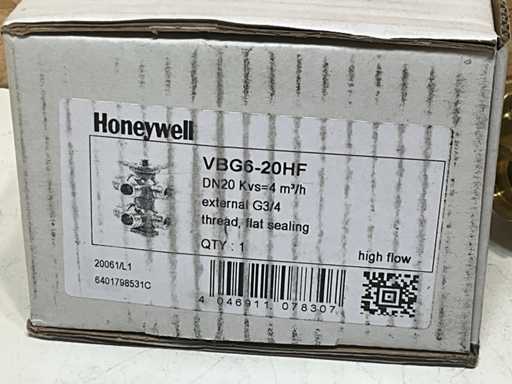 Honeywell
VBG6-20HF
DN20 Kvs=4 m³/h
external G3/4
thread, flat sealing
QTY : 1
high flow
20061/L1
6401798531C
4 046911 078307